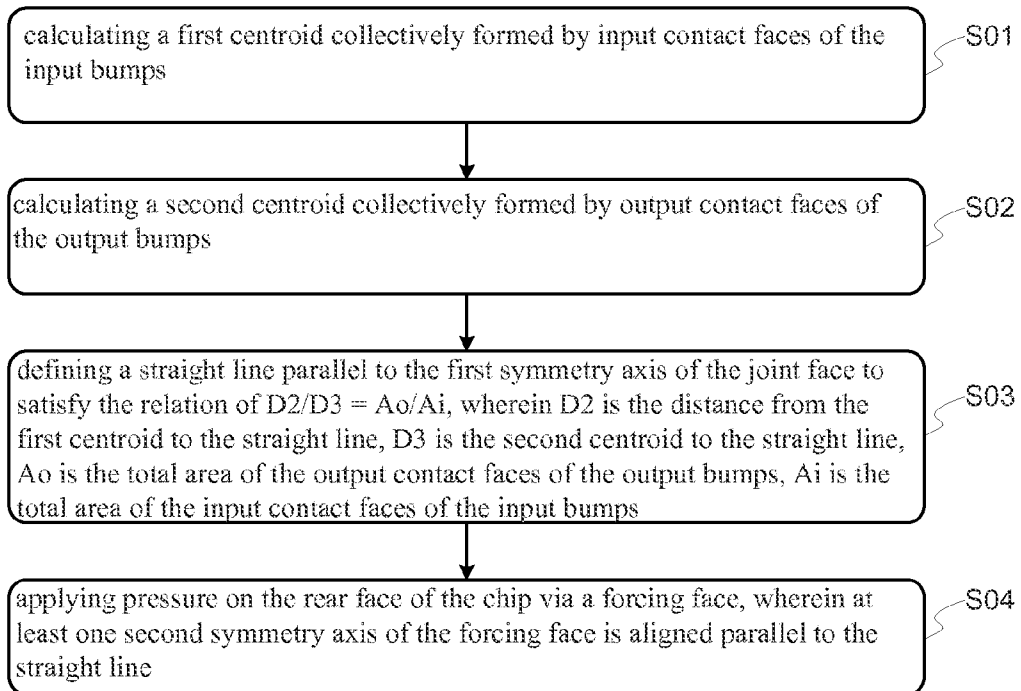 calculating a first centroid collectively formed by input contact faces of the
input bumps
S01
calculating a second centroid collectively formed by output contact faces of
the output bumps
S02
defining a straight line parallel to the first symmetry axis of the joint face to
satisfy the relation of D2/D3 = Ao/Ai, wherein D2 is the distance from the
first centroid to the straight line, D3 is the second centroid to the straight line,
Ao is the total area of the output contact faces of the output bumps, Ai is the
total area of the input contact faces of the input bumps
S03
applying pressure on the rear face of the chip via a forcing face, wherein at
least one second symmetry axis of the forcing face is aligned parallel to the
straight line
S04